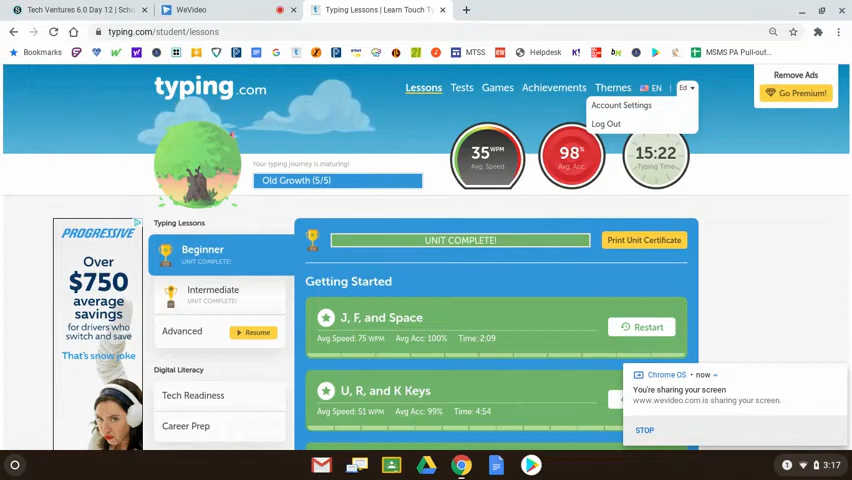 Tech Ventures 6.0 Day 12 | Scho
WeVideo
Typing Lessons | Learn Touch Ty
typing.com/student/lessons
Bookmarks
MTSS
Helpdesk
MSMS PA Pull-out...
typing.com
Lessons
Tests
Games
Achievements
Themes
EN
|
Ed
Account Settings
Log Out
Remove Ads
Go Premium!
Your typing journey is maturing!
Old Growth (5/5)
35 WPM
Avg. Speed
98%
Avg. Acc.
15:22
Typing Time
PROGRESSIVE
Over
$750
average
savings
for drivers who
switch and save
That's snow joke
Typing Lessons
Beginner
UNIT COMPLETE!
Intermediate
UNIT COMPLETE!
Advanced
Resume
Digital Literacy
Tech Readiness
Career Prep
UNIT COMPLETE!
Print Unit Certificate
Getting Started
J, F, and Space
Avg Speed: 75 WPM Avg Acc: 100% Time: 2:09
Restart
U, R, and K Keys
Avg Speed: 51 WPM Avg Acc: 99% Time: 4:54
Chrome OS • now
You're sharing your screen
www.wevideo.com is sharing your screen.
STOP
1
3:17